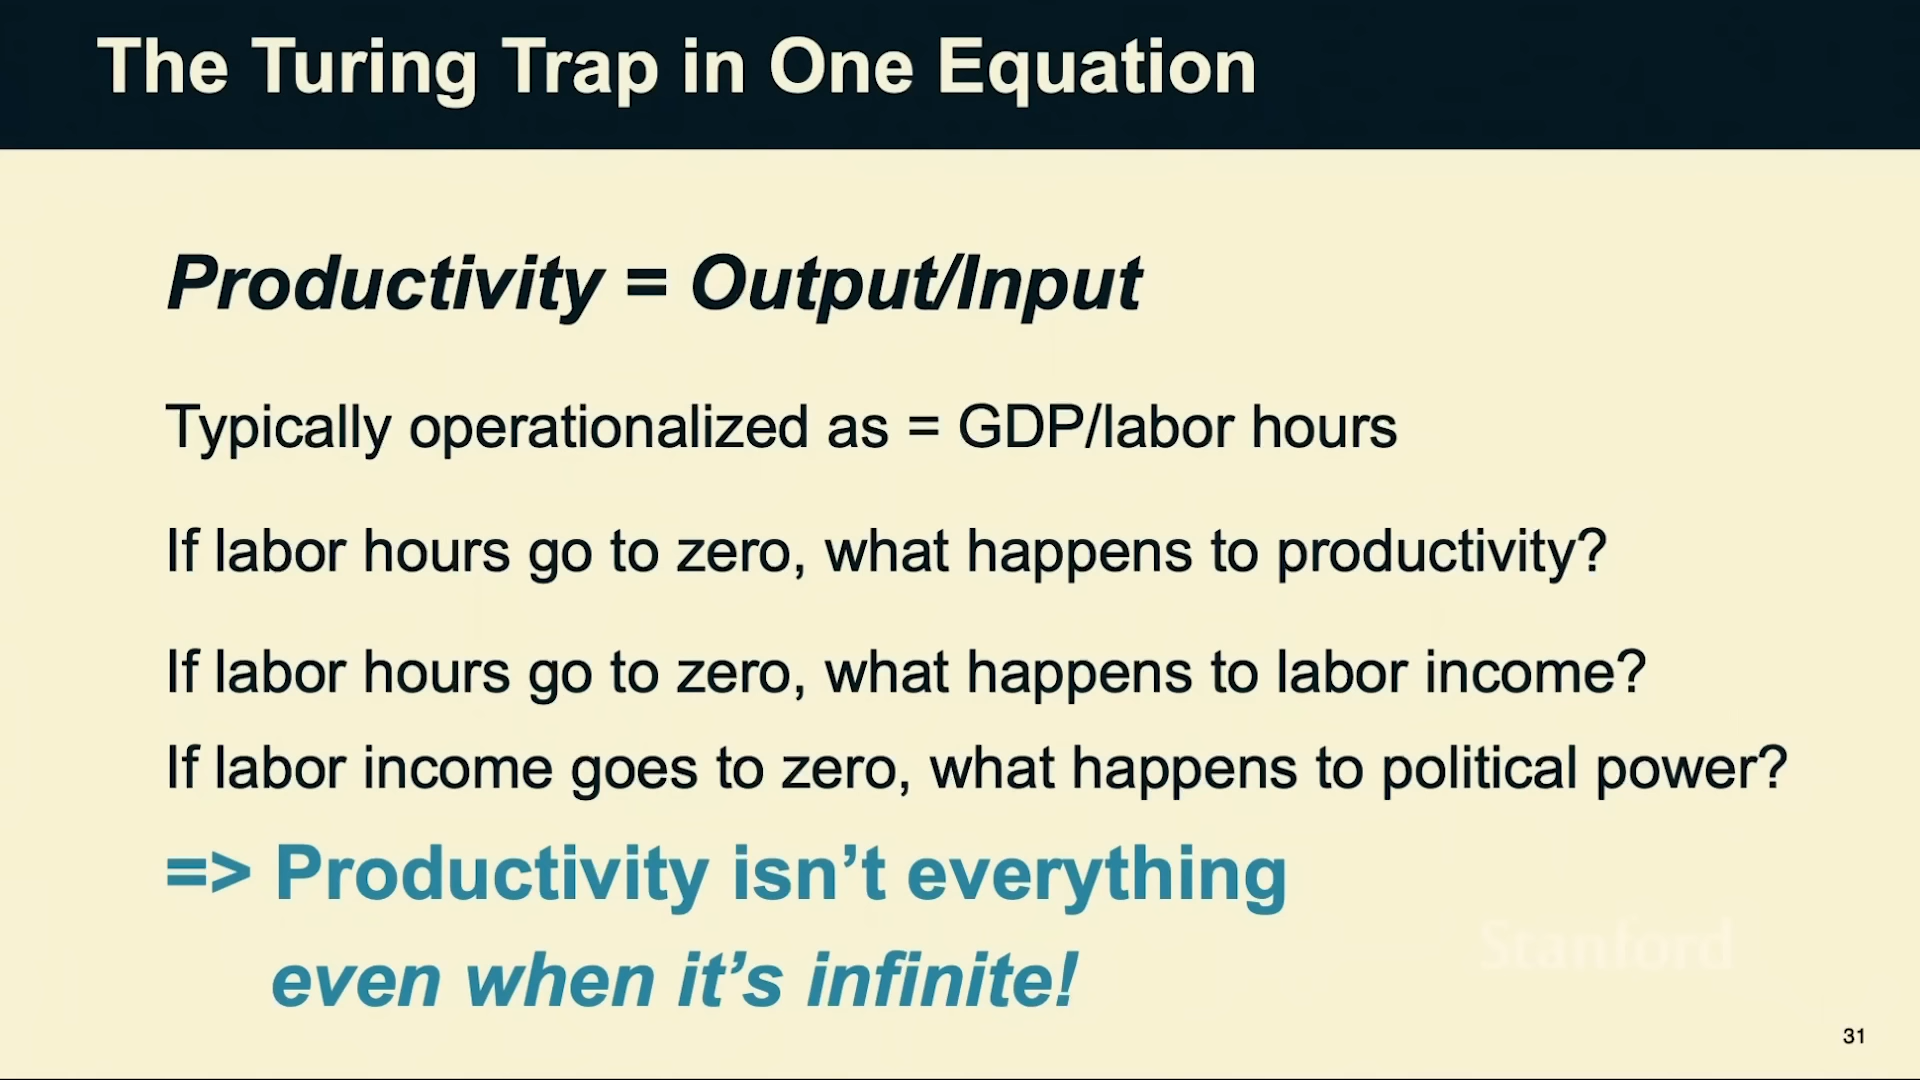 The Turing Trap in One Equation
Productivity = Output/Input
Typically operationalized as = GDP/labor hours
If labor hours go to zero, what happens to productivity?
If labor hours go to zero, what happens to labor income?
If labor income goes to zero, what happens to political power?
=> Productivity isn’t everything
even when it’s infinite!
Stanford
31